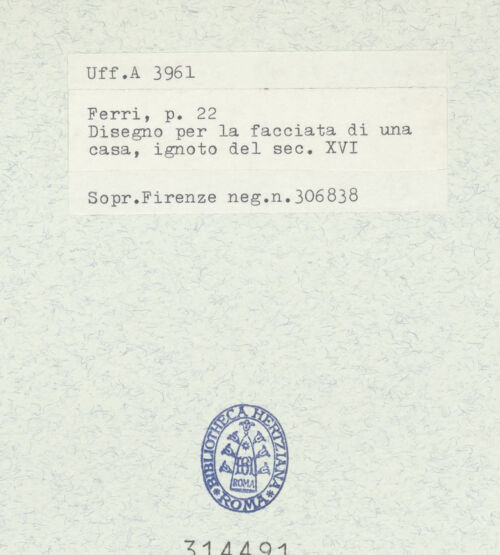 Uff.A 3961
Ferri, p. 22
Disegno per la facciata di una
casa, ignoto del sec. XVI
Sopr.Firenze neg.n.306838
BIBLIOTHECA HERTZIANA
ROMA
ROMA
314491